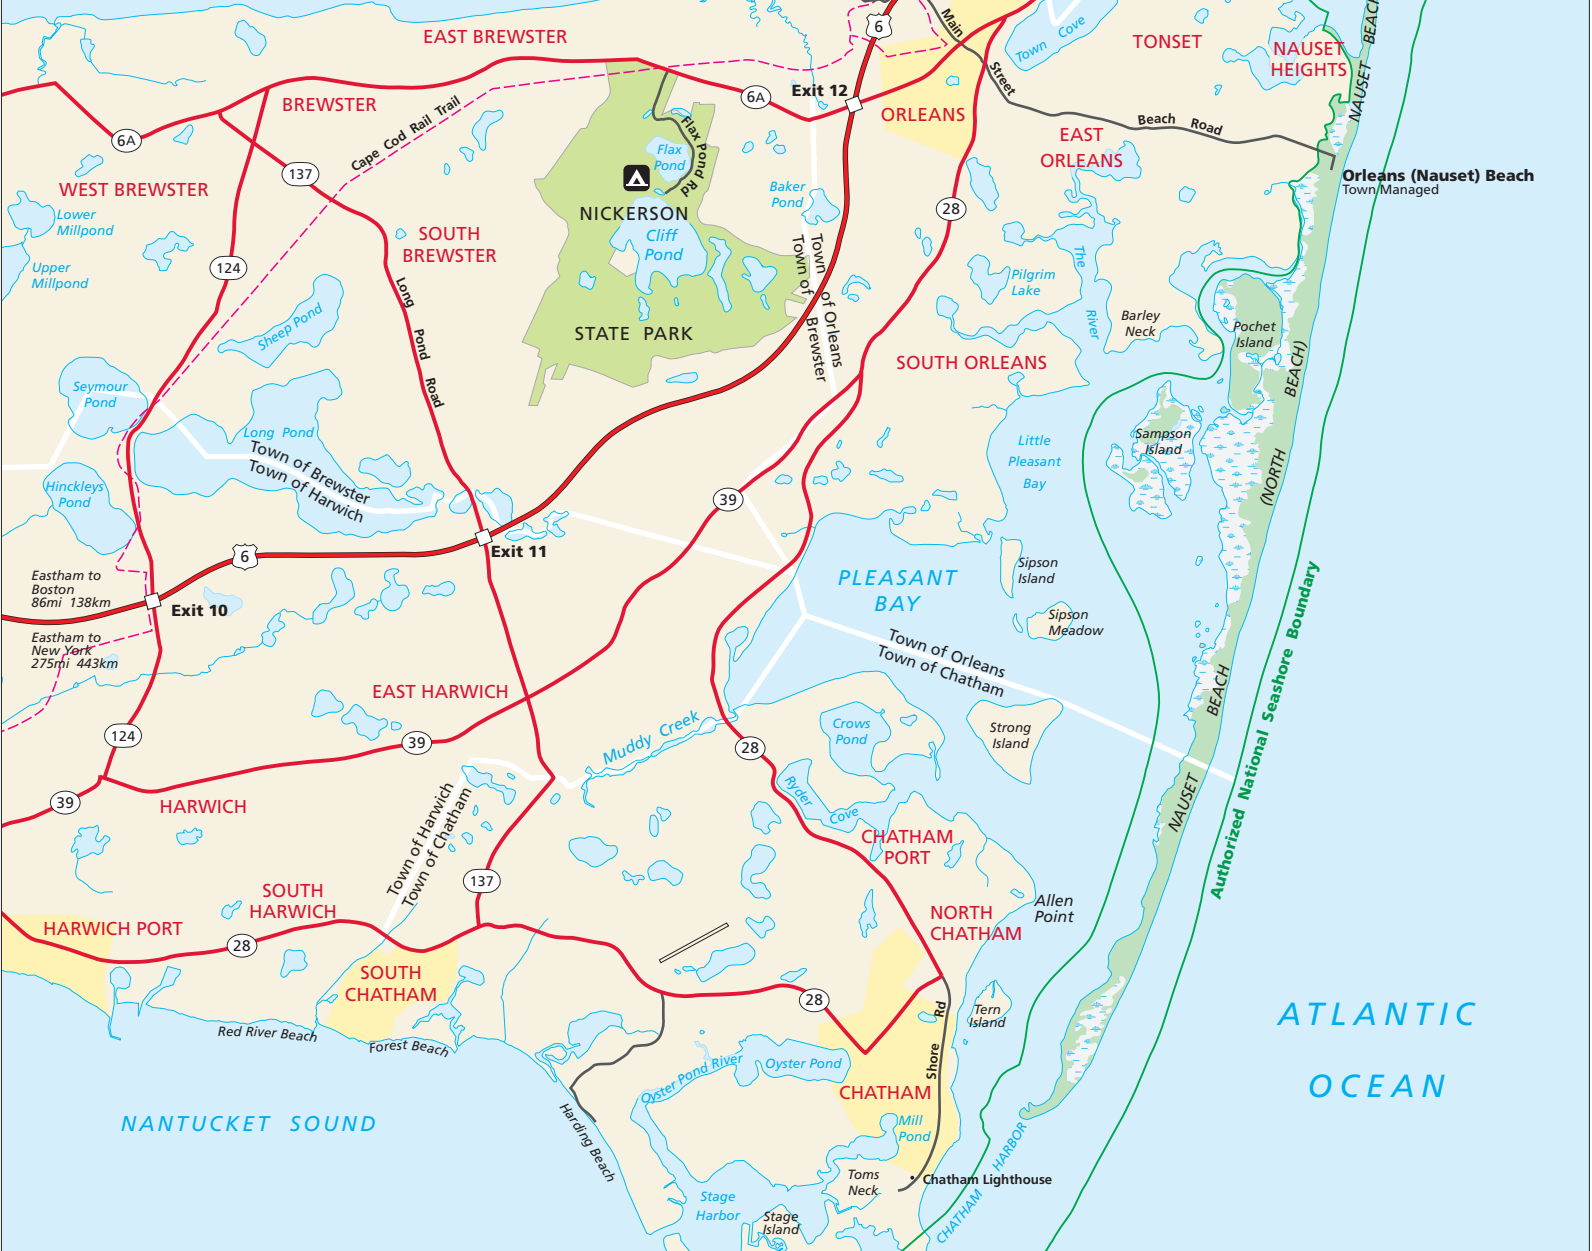 EAST BREWSTER
6
Main
Town Cove
TONSET
NAUSET
HEIGHTS
BEACH
NAUSET
BREWSTER
6A
Exit 12
6A
ORLEANS
Street
Beach Road
EAST
ORLEANS
Cape Cod Rail Trail
Flax Pond Rd
Flax
Pond
137
WEST BREWSTER
Orleans (Nauset) Beach
Town Managed
Baker
Pond
Lower
Millpond
NICKERSON
28
SOUTH
BREWSTER
Cliff
Pond
Upper
Millpond
124
Town of Orleans
Town of Brewster
The River
Pilgrim
Lake
Long Pond Road
Sheep Pond
STATE PARK
Barley
Neck
Pochet
Island
SOUTH ORLEANS
BEACH)
Seymour
Pond
Long Pond
Town of Brewster
Town of Harwich
Little
Pleasant
Bay
Sampson
Island
(NORTH
Hinckleys
Pond
39
Exit 11
6
Eastham to
Boston
86mi 138km
Exit 10
PLEASANT
BAY
Sipson
Island
Sipson
Meadow
Eastham to
New York
275mi 443km
Town of Orleans
Town of Chatham
Authorized National Seashore Boundary
EAST HARWICH
BEACH
124
39
Muddy Creek
28
Crows
Pond
Strong
Island
39
HARWICH
Town of Harwich
Town of Chatham
Ryder
Cove
NAUSET
CHATHAM
PORT
137
SOUTH
HARWICH
HARWICH PORT
28
NORTH
CHATHAM
Allen
Point
SOUTH
CHATHAM
28
Tern
Island
Shore Rd
ATLANTIC
OCEAN
Red River Beach
Forest Beach
Oyster Pond River
Oyster Pond
CHATHAM
NANTUCKET SOUND
Harding Beach
Mill
Pond
CHATHAM HARBOR
Toms
Neck
Chatham Lighthouse
Stage
Harbor
Stage
Island